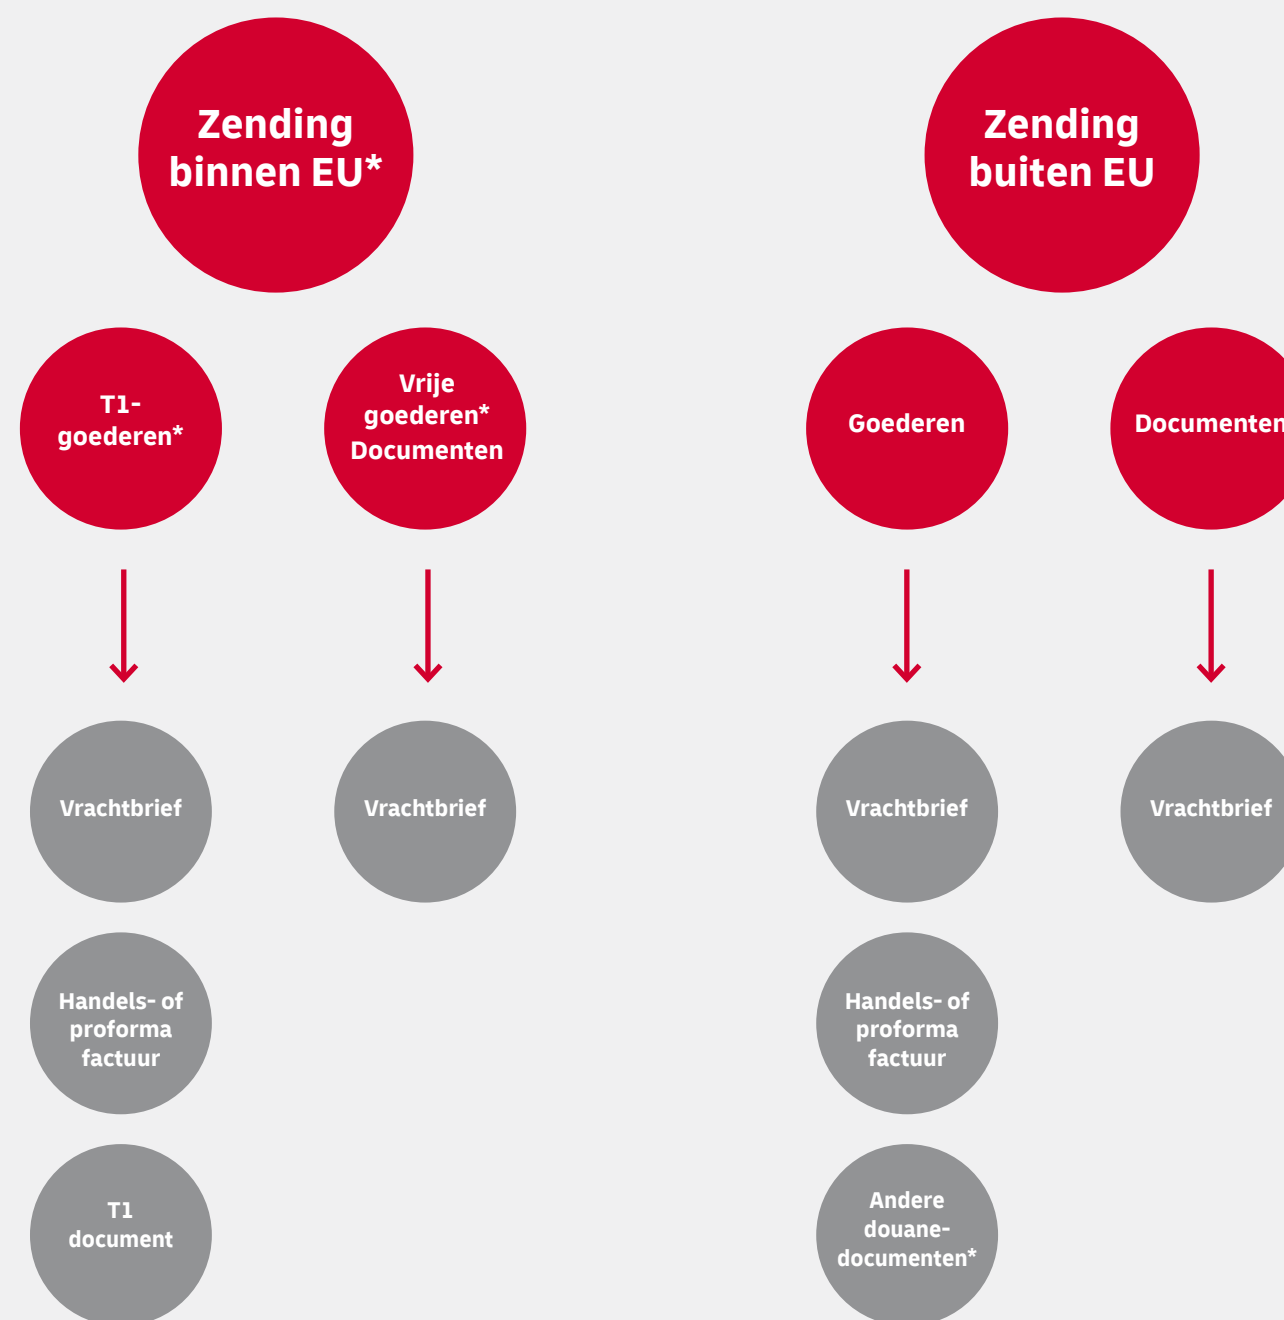 Zending
binnen EU*
Zending
buiten EU
T1-
goederen*
Vrije
goederen*
Documenten
Goederen
Documenten
Vrachtbrief
Vrachtbrief
Vrachtbrief
Vrachtbrief
Handels- of
proforma
factuur
Handels- of
proforma
factuur
T1
document
Andere
douane-
documenten*